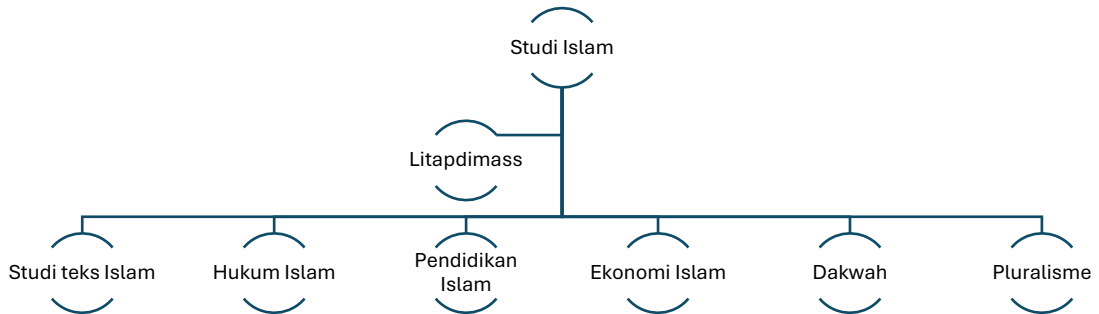 Studi Islam
Litapdimass
Studi teks Islam
Hukum Islam
Pendidikan
Islam
Ekonomi Islam
Dakwah
Pluralisme